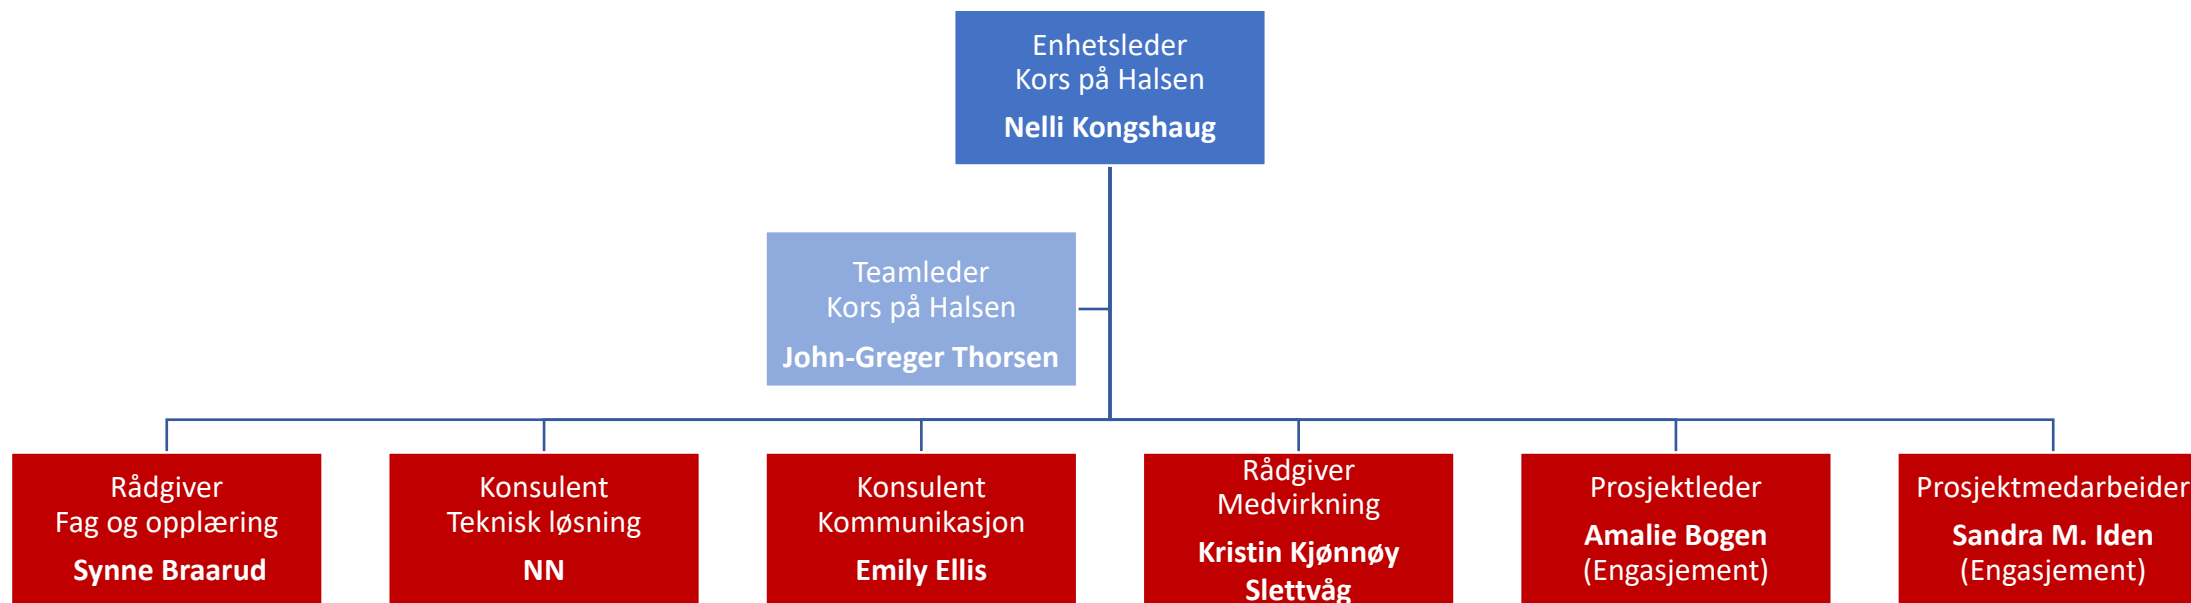 Enhetsleder
Kors på Halsen
Nelli Kongshaug
Teamleder
Kors på Halsen
John-Greger Thorsen
Rådgiver
Fag og opplæring
Synne Braarud
Konsulent
Teknisk løsning
NN
Konsulent
Kommunikasjon
Emily Ellis
Rådgiver
Medvirkning
Kristin Kjønnøy
Slettvåg
Prosjektleder
Amalie Bogen
(Engasjement)
Prosjektmedarbeider
Sandra M. Iden
(Engasjement)